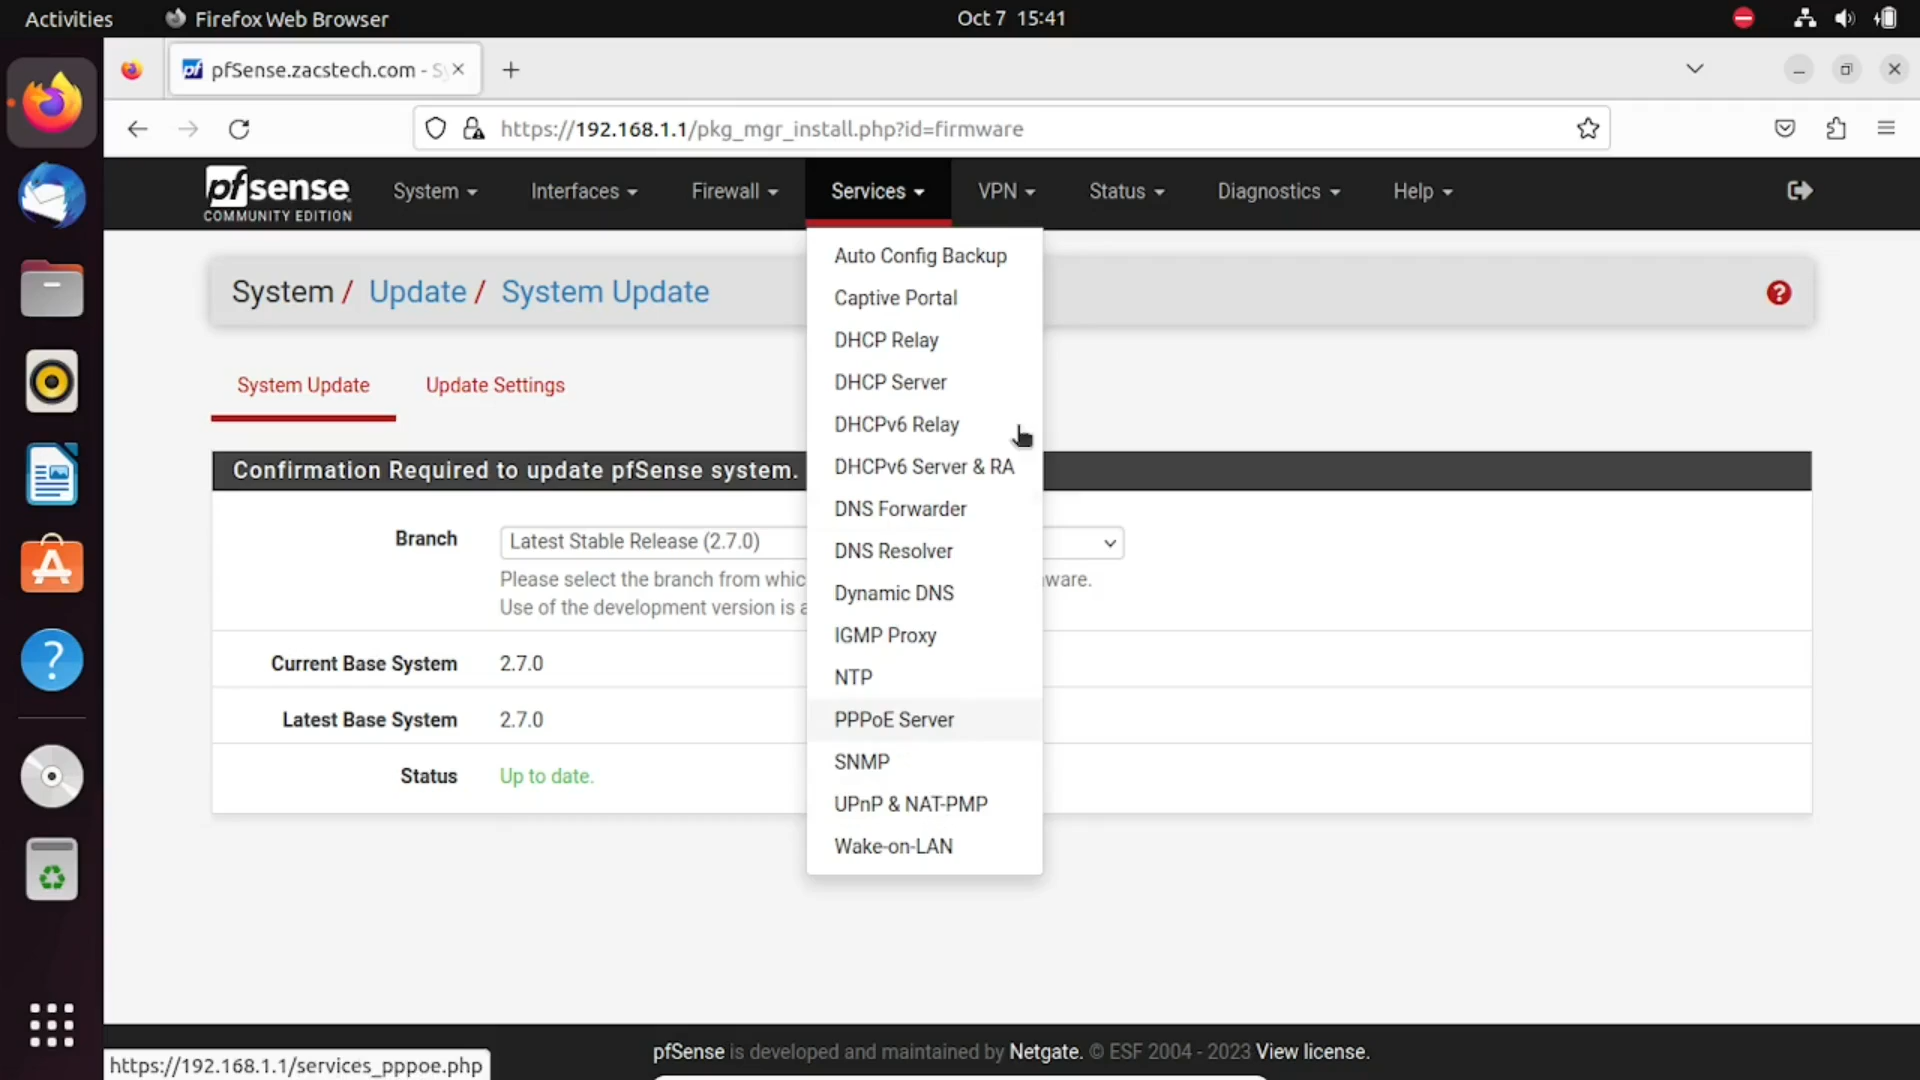 Activities
Firefox Web Browser
Oct 7 15:41
pfSense.zacstech.com - Sy
https://192.168.1.1/pkg_mgr_install.php?id=firmware
pfsense
COMMUNITY EDITION
System
Interfaces
Firewall
Services
VPN
Status
Diagnostics
Help
System / Update / System Update
System Update
Update Settings
Confirmation Required to update pfSense system.
Branch
Latest Stable Release (2.7.0)
Please select the branch from whic
ware.
Use of the development version is a
Current Base System 2.7.0
Latest Base System 2.7.0
Status Up to date.
Auto Config Backup
Captive Portal
DHCP Relay
DHCP Server
DHCPv6 Relay
DHCPv6 Server & RA
DNS Forwarder
DNS Resolver
Dynamic DNS
IGMP Proxy
NTP
PPPoE Server
SNMP
UPnP & NAT-PMP
Wake-on-LAN
pfSense is developed and maintained by Netgate. © ESF 2004 - 2023 View license.
https://192.168.1.1/services_pppoe.php